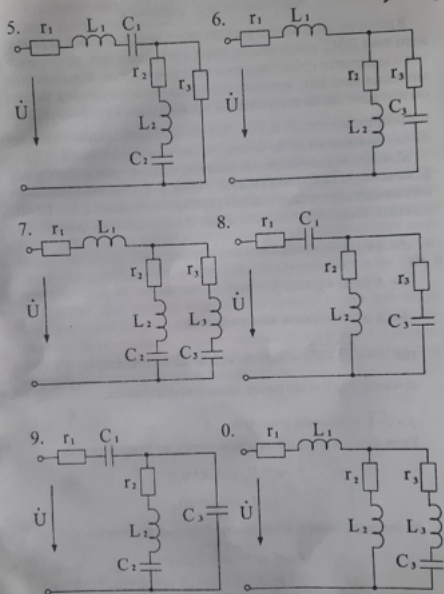 5. r₁ L₁ C₁
r₂ r₃
U̇
L₂
C₂
6. r₁ L₁
r₂ r₃
U̇
L₂ C₃
7. r₁ L₁
r₂ r₃
U̇
L₂ L₃
C₂ C₃
8. r₁ C₁
r₂ r₃
U̇
L₂ C₃
9. r₁ C₁
r₂
U̇
L₂ C₃
C₂
0. r₁ L₁
r₂ r₃
U̇
L₂ L₃
C₃